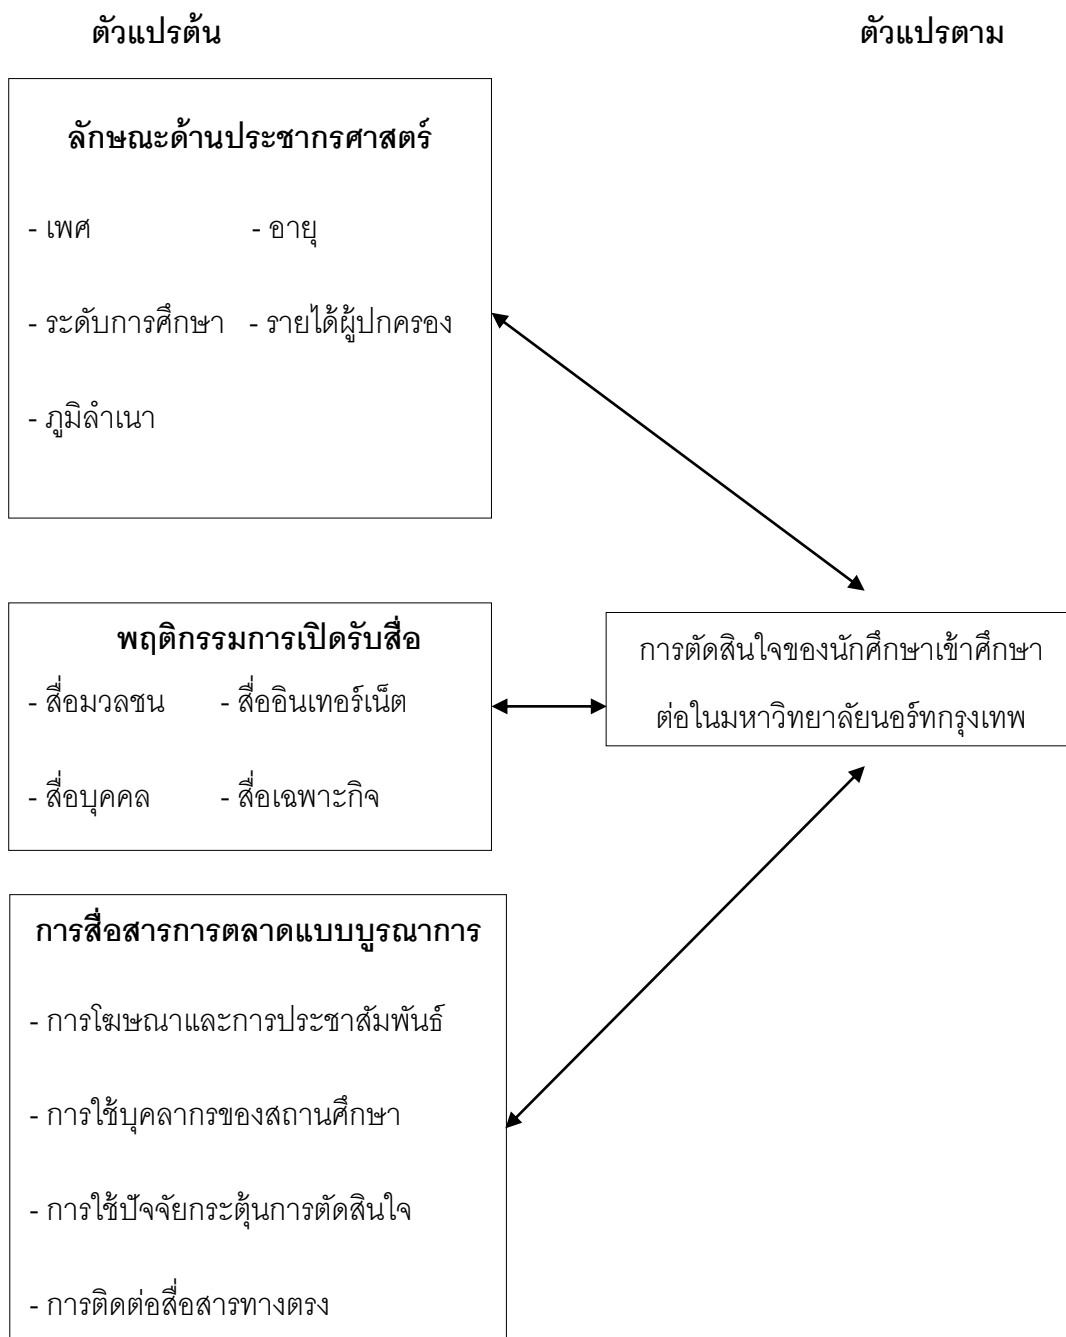 ตัวแปรต้น ตัวแปรตาม
ลักษณะด้านประชากรศาสตร์
- เพศ - อายุ
- ระดับการศึกษา - รายได้ผู้ปกครอง
- ภูมิลำเนา
พฤติกรรมการเปิดรับสื่อ
- สื่อมวลชน - สื่ออินเทอร์เน็ต
- สื่อบุคคล - สื่อเฉพาะกิจ
การตัดสินใจของนักศึกษาเข้าศึกษา
ต่อในมหาวิทยาลัยนอร์ทกรุงเทพ
การสื่อสารการตลาดแบบบูรณาการ
- การโฆษณาและการประชาสัมพันธ์
- การใช้บุคลากรของสถานศึกษา
- การใช้ปัจจัยกระตุ้นการตัดสินใจ
- การติดต่อสื่อสารทางตรง